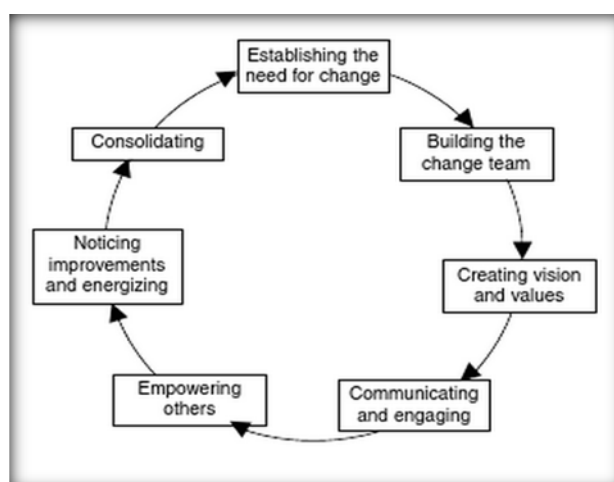 Establishing the
need for change
Building the
change team
Creating vision
and values
Communicating
and engaging
Empowering
others
Noticing
improvements
and energizing
Consolidating